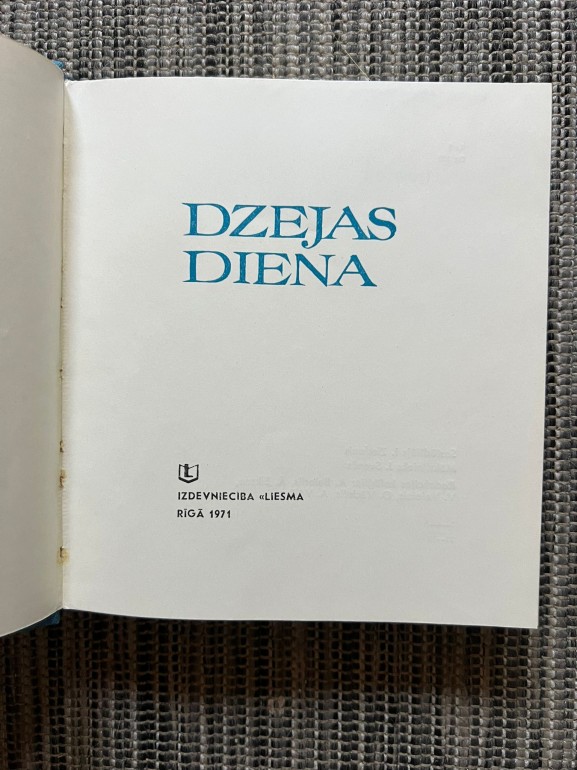 DZEJAS
DIENA
IZDEVNIECĪBA «LIESMA
RĪGĀ 1971